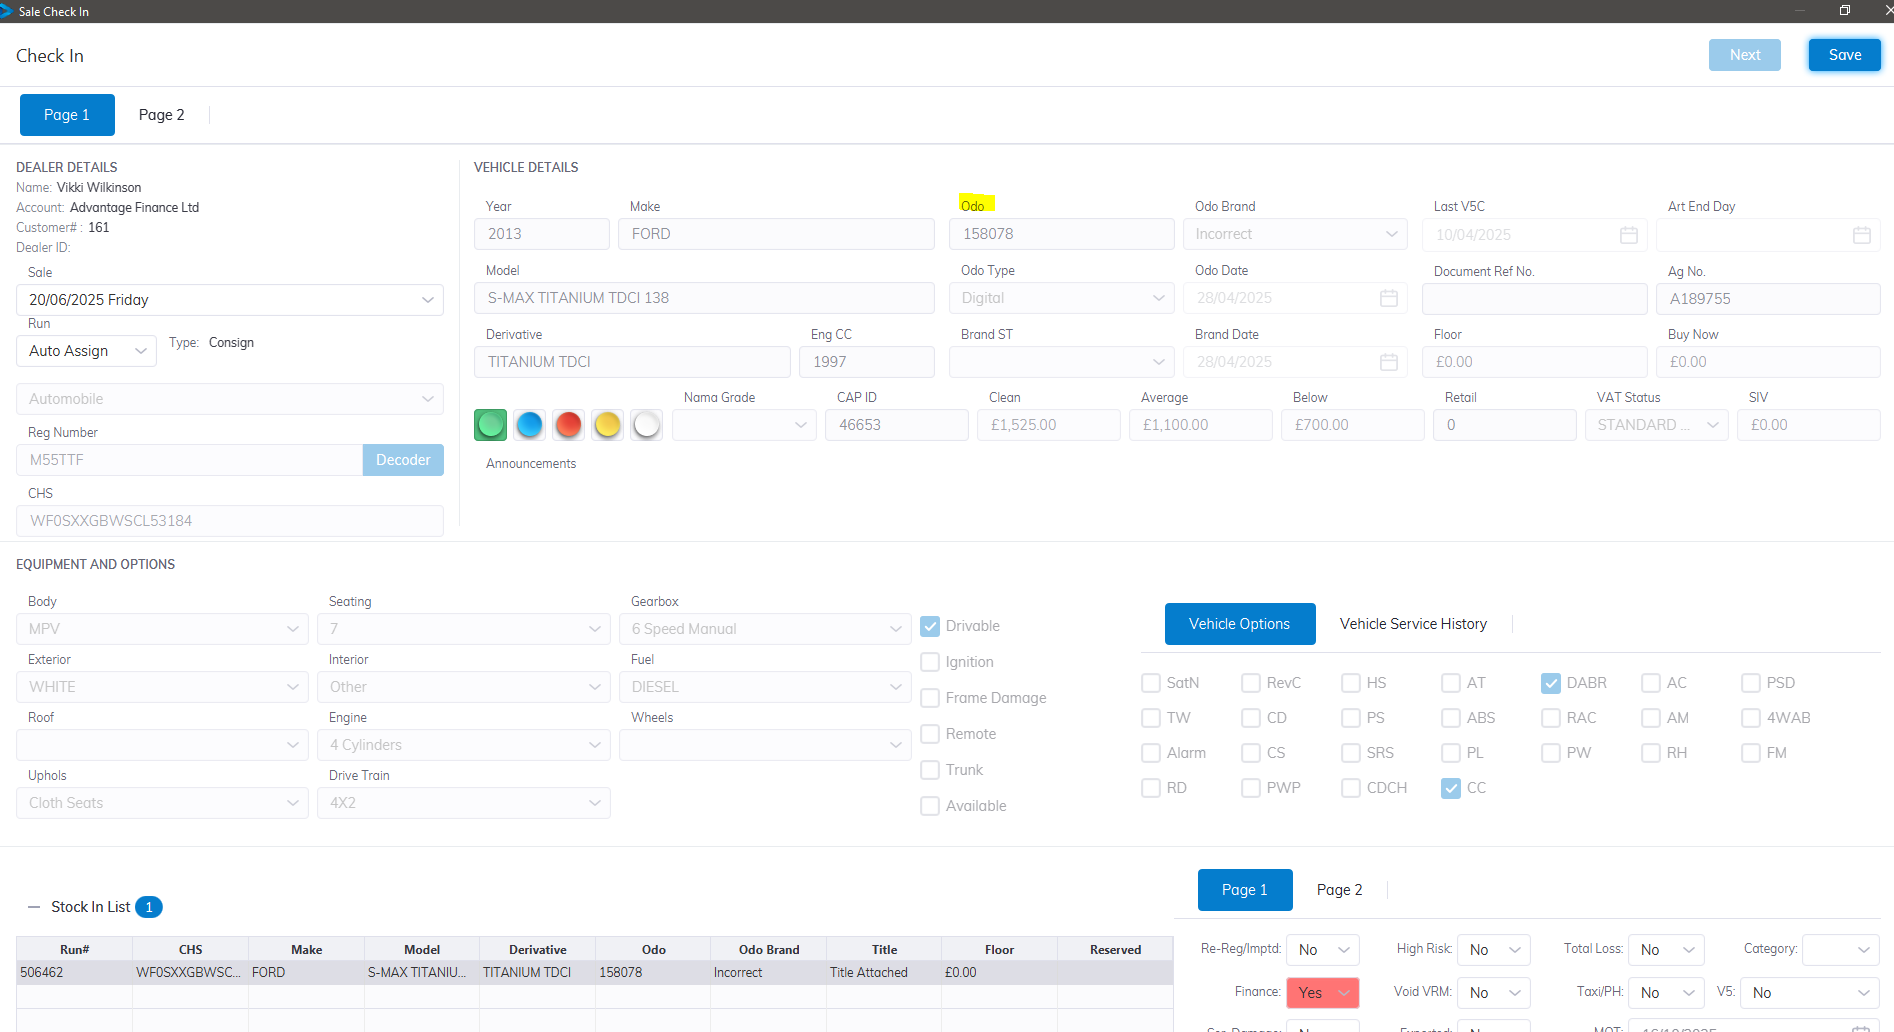 Sale Check In
Check In
Next
Save
Page 1
Page 2
DEALER DETAILS
Name: Vikki Wilkinson
Account: Advantage Finance Ltd
Customer# : 161
Dealer ID:
Sale
20/06/2025 Friday
Run
Auto Assign
Type: Consign
Automobile
Reg Number
M55TTF
Decoder
CHS
WF0SXXGBWSCL53184
VEHICLE DETAILS
Year Make Odo Odo Brand Last V5C Art End Day
2013 FORD 158078 Incorrect 10/04/2025
Model Odo Type Odo Date Document Ref No. Ag No.
S-MAX TITANIUM TDCI 138 Digital 28/04/2025 A189755
Derivative Eng CC Brand ST Brand Date Floor Buy Now
TITANIUM TDCI 1997 28/04/2025 £0.00 £0.00
Nama Grade CAP ID Clean Average Below Retail VAT Status SIV
46653 £1,525.00 £1,100.00 £700.00 0 STANDARD ... £0.00
Announcements
EQUIPMENT AND OPTIONS
Body Seating Gearbox
MPV 7 6 Speed Manual
Exterior Interior Fuel
WHITE Other DIESEL
Roof Engine Wheels
4 Cylinders
Uphols Drive Train
Cloth Seats 4X2
Drivable
Ignition
Frame Damage
Remote
Trunk
Available
Vehicle Options Vehicle Service History
SatN RevC HS AT DABR AC PSD
TW CD PS ABS RAC AM 4WAB
Alarm CS SRS PL PW RH FM
RD PWP CDCH CC
Stock In List 1
Run# CHS Make Model Derivative Odo Odo Brand Title Floor Reserved
506462 WF0SXXGBWSC... FORD S-MAX TITANIU... TITANIUM TDCI 158078 Incorrect Title Attached £0.00
Page 1 Page 2
Re-Reg/Imptd: No High Risk: No Total Loss: No Category:
Finance: Yes Void VRM: No Taxi/PH: No V5: No